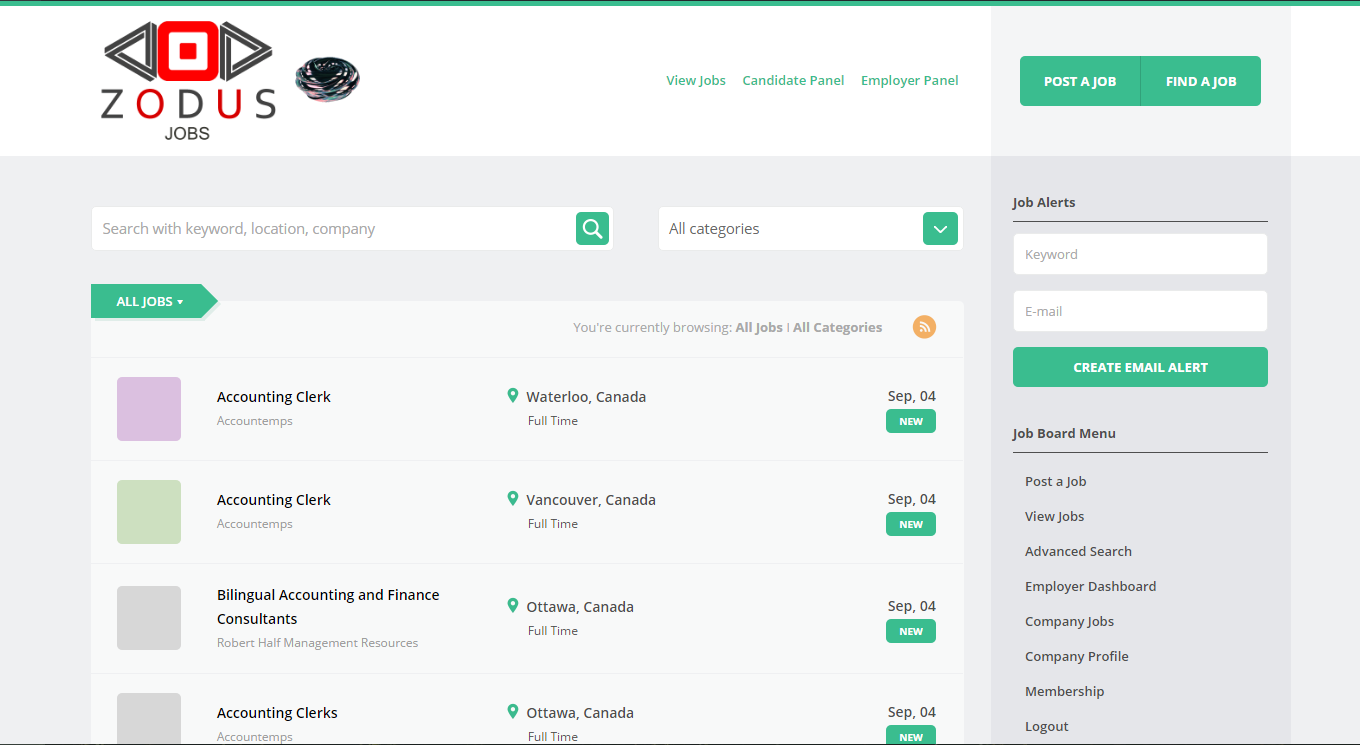 ZODUS
JOBS
View Jobs
Candidate Panel
Employer Panel
POST A JOB
FIND A JOB
Search with keyword, location, company
All categories
ALL JOBS
You're currently browsing: All Jobs | All Categories
Accounting Clerk
Accountemps
Waterloo, Canada
Full Time
Sep, 04
NEW
Accounting Clerk
Accountemps
Vancouver, Canada
Full Time
Sep, 04
NEW
Bilingual Accounting and Finance
Consultants
Robert Half Management Resources
Ottawa, Canada
Full Time
Sep, 04
NEW
Accounting Clerks
Accountemps
Ottawa, Canada
Full Time
Sep, 04
NEW
Job Alerts
Keyword
E-mail
CREATE EMAIL ALERT
Job Board Menu
Post a Job
View Jobs
Advanced Search
Employer Dashboard
Company Jobs
Company Profile
Membership
Logout